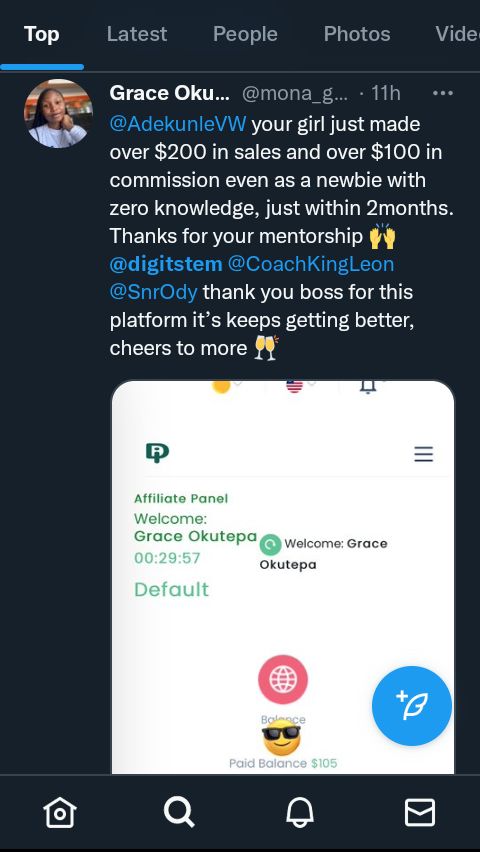 Top Latest People Photos Vide
Grace Oku... @mona_g... · 11h
@AdekunleVW your girl just made
over $200 in sales and over $100 in
commission even as a newbie with
zero knowledge, just within 2months.
Thanks for your mentorship 🙌
@digitstem @CoachKingLeon
@SnrOdy thank you boss for this
platform it's keeps getting better,
cheers to more 🥂
Affiliate Panel
Welcome:
Grace Okutepa
00:29:57
Default
Welcome: Grace
Okutepa
Balance
Paid Balance $105